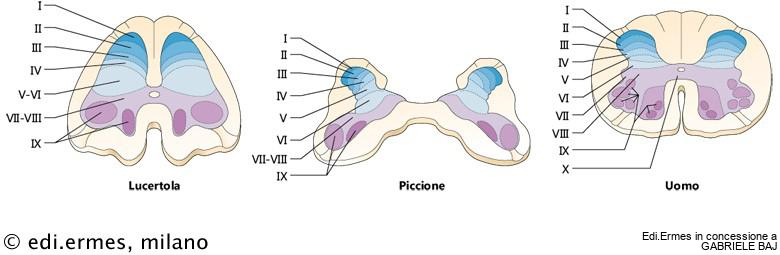 I
II
III
IV
V-VI
VII-VIII
IX
Lucertola
I
II
III
IV
V
VI
VII-VIII
IX
Piccione
I
II
III
IV
V
VI
VII
VIII
IX
X
Uomo
© edi.ermes, milano
Edi.Ermes in concessione a
GABRIELE BAJ